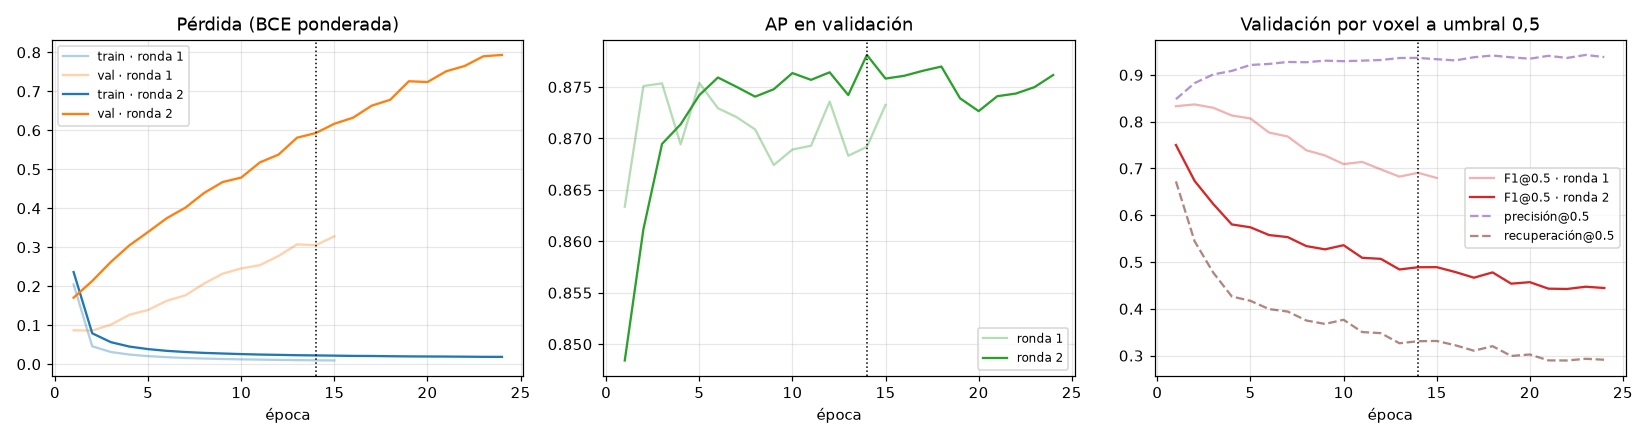 Pérdida (BCE ponderada)
0.8
0.7
0.6
0.5
0.4
0.3
0.2
0.1
0.0
train · ronda 1
val · ronda 1
train · ronda 2
val · ronda 2
0
5
10
15
20
25
época
AP en validación
0.875
0.870
0.865
0.860
0.855
0.850
ronda 1
ronda 2
0
5
10
15
20
25
época
Validación por voxel a umbral 0,5
0.9
0.8
0.7
0.6
0.5
0.4
0.3
F1@0.5 · ronda 1
F1@0.5 · ronda 2
precisión@0.5
recuperación@0.5
0
5
10
15
20
25
época